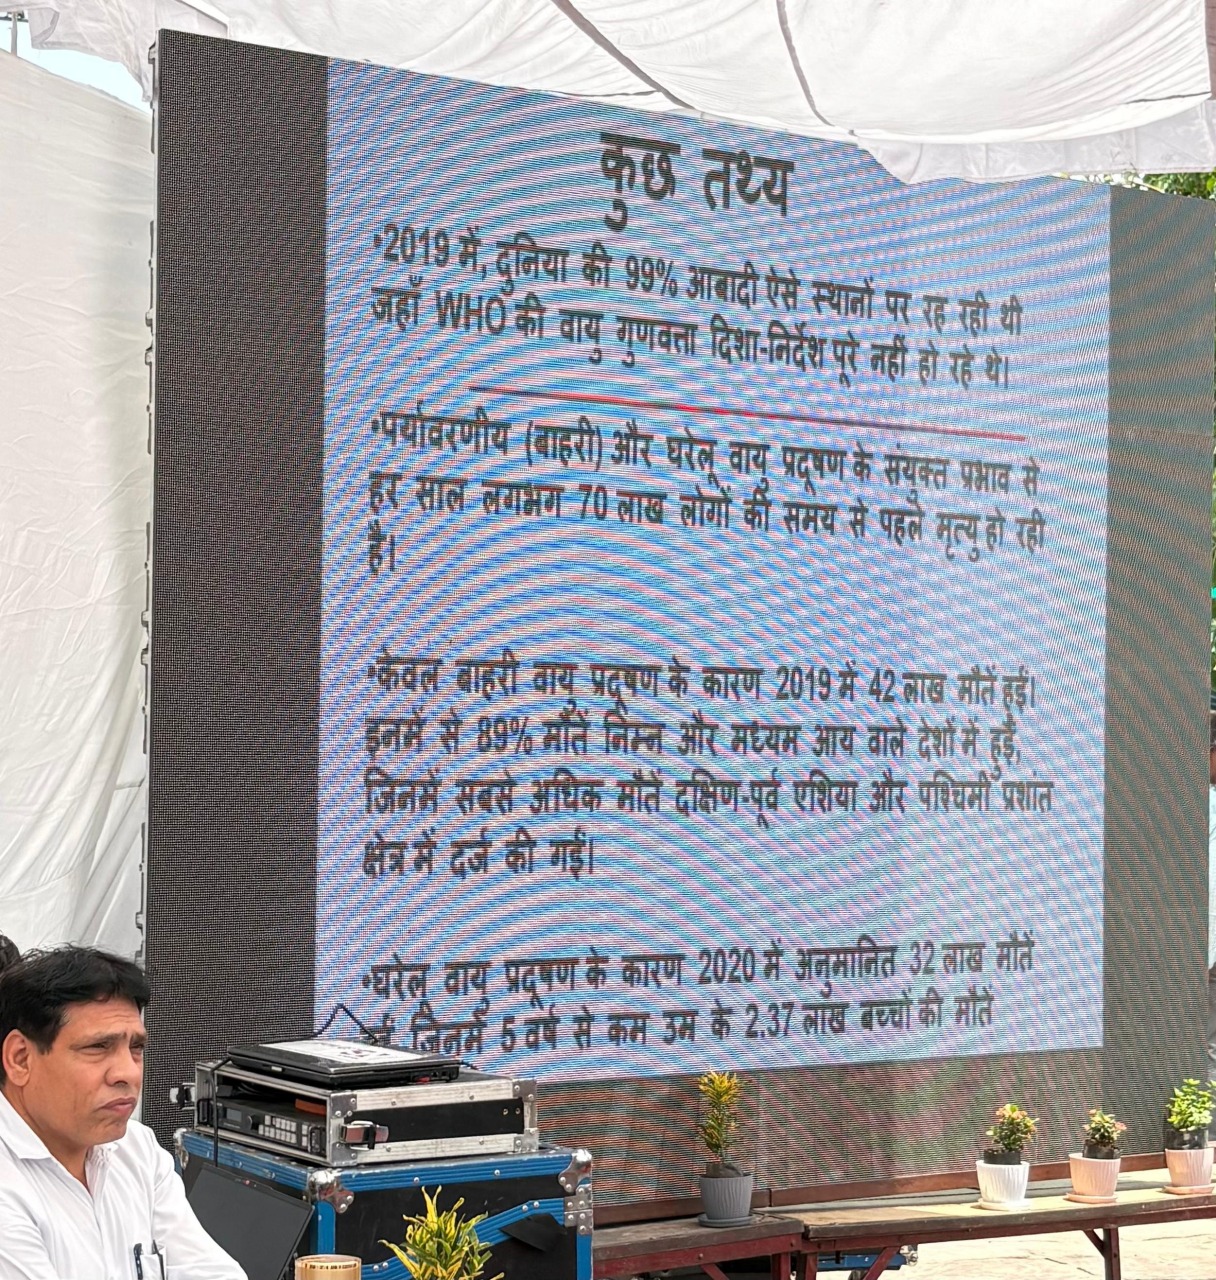 कुछ तथ्य
•2019 में, दुनिया की 99% आबादी ऐसे स्थानों पर रह रही थी
जहाँ WHO की वायु गुणवत्ता दिशा-निर्देश पूरे नहीं हो रहे थे।
•पर्यावरणीय (बाहरी) और घरेलू वायु प्रदूषण के संयुक्त प्रभाव से
हर साल लगभग 70 लाख लोगों की समय से पहले मृत्यु हो रही
है।
•केवल बाहरी वायु प्रदूषण के कारण 2019 में 42 लाख मौतें हुईं।
इनमें से 89% मौतें निम्न और मध्यम आय वाले देशों में हुईं,
जिनमें सबसे अधिक मौतें दक्षिण-पूर्व एशिया और पश्चिमी प्रशांत
क्षेत्र में दर्ज की गईं।
•घरेलू वायु प्रदूषण के कारण 2020 में अनुमानित 32 लाख मौतें
जिनमें 5 वर्ष से कम उम्र के 2.37 लाख बच्चों की मौतें